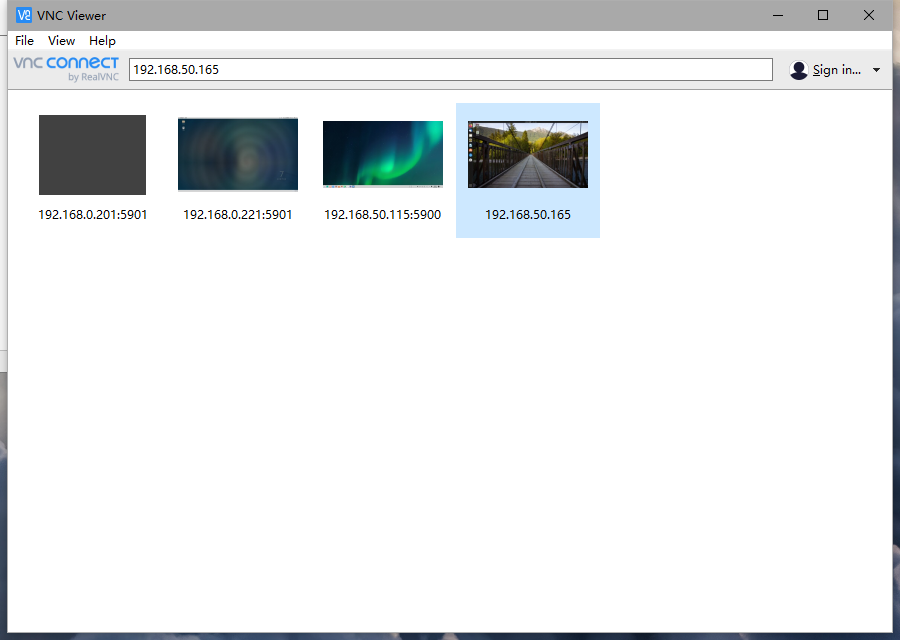 VNC Viewer
File View Help
vnc connect
by RealVNC
192.168.50.165
Sign in...
192.168.0.201:5901
192.168.0.221:5901
192.168.50.115:5900
192.168.50.165